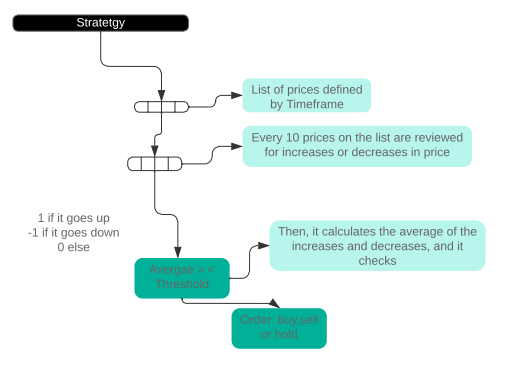 Stratetgy
List of prices defined
by Timeframe
Every 10 prices on the list are reviewed
for increases or decreases in price
1 if it goes up
-1 if it goes down
0 else
Then, it calculates the average of the
increases and decreases, and it
checks
Avergae > <
Threshold
Order: buy,sell
or hold